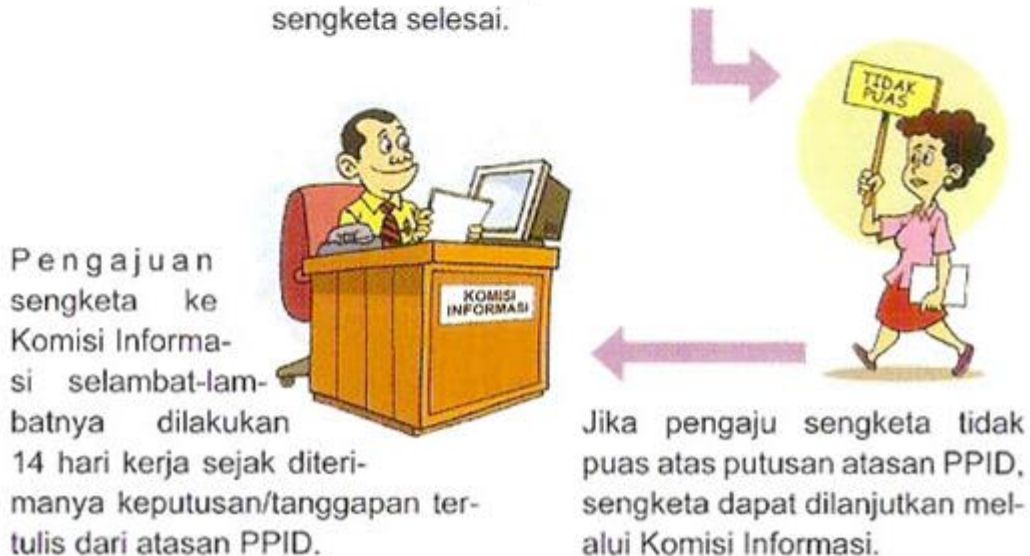 sengketa selesai.
TIDAK
PUAS
KOMISI
INFORMASI
Pengajuan
sengketa ke
Komisi Informa-
si selambat-lam-
batnya dilakukan
14 hari kerja sejak diteri-
manya keputusan/tanggapan ter-
tulis dari atasan PPID.
Jika pengaju sengketa tidak
puas atas putusan atasan PPID,
sengketa dapat dilanjutkan mel-
alui Komisi Informasi.